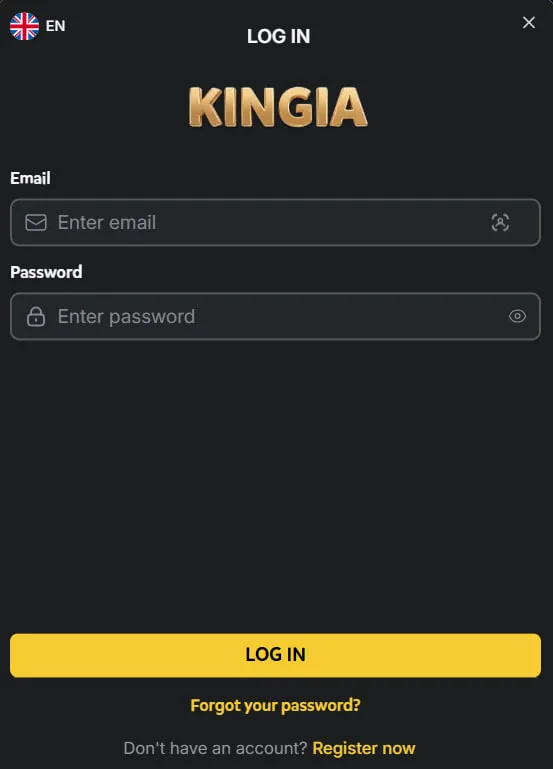 EN
LOG IN
KINGIA
Email
Enter email
Password
Enter password
LOG IN
Forgot your password?
Don't have an account? Register now